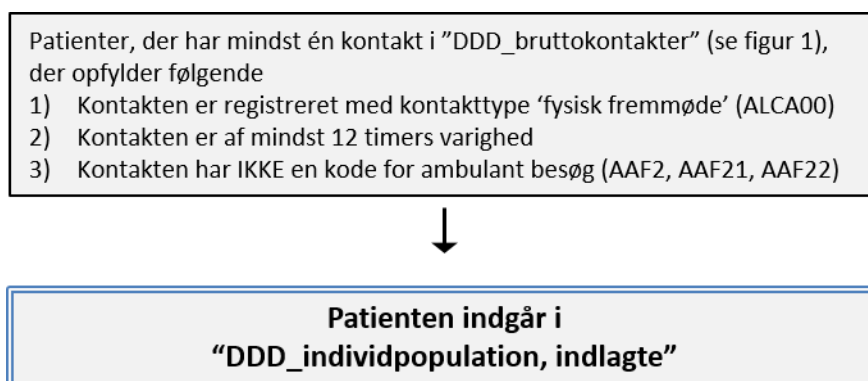 Patienter, der har mindst én kontakt i ”DDD_bruttokontakter” (se figur 1),
der opfylder følgende
1) Kontakten er registreret med kontakttype ‘fysisk fremmøde’ (ALCA00)
2) Kontakten er af mindst 12 timers varighed
3) Kontakten har IKKE en kode for ambulant besøg (AAF2, AAF21, AAF22)
Patienten indgår i
“DDD_individpopulation, indlagte”